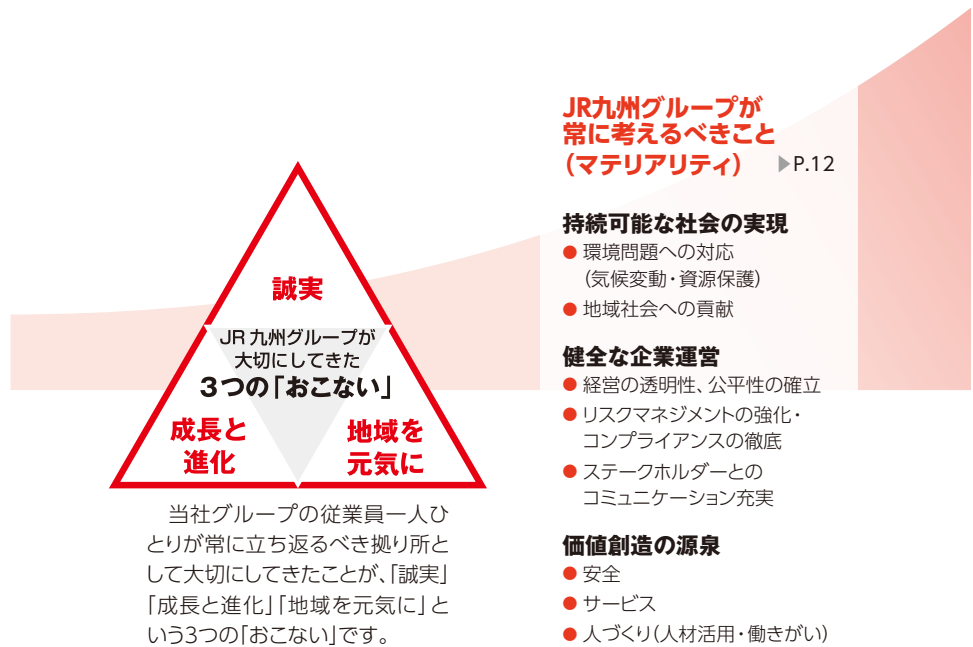 誠実
JR 九州グループが
大切にしてきた
3つの「おこない」
成長と
進化
地域を
元気に
　当社グループの従業員一人ひ
とりが常に立ち返るべき拠り所と
して大切にしてきたことが、「誠実」
「成長と進化」「地域を元気に」と
いう3つの「おこない」です。
JR九州グループが
常に考えるべきこと
（マテリアリティ） ▶P.12
持続可能な社会の実現
● 環境問題への対応
（気候変動・資源保護）
● 地域社会への貢献
健全な企業運営
● 経営の透明性、公平性の確立
● リスクマネジメントの強化・
コンプライアンスの徹底
● ステークホルダーとの
コミュニケーション充実
価値創造の源泉
● 安全
● サービス
● 人づくり（人材活用・働きがい）